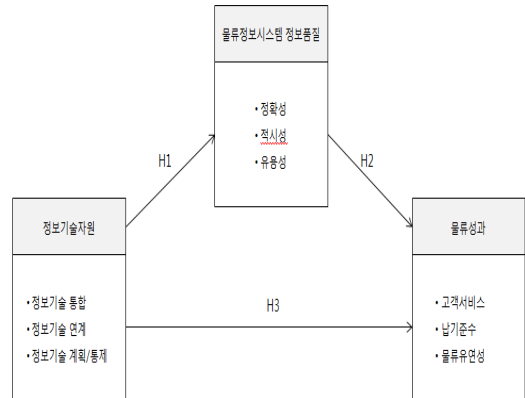 물류정보시스템 정보품질
• 정확성
• 적시성
• 유용성
H1
H2
정보기술자원
• 정보기술 통합
• 정보기술 연계
• 정보기술 계획/통제
H3
물류성과
• 고객서비스
• 납기준수
• 물류유연성